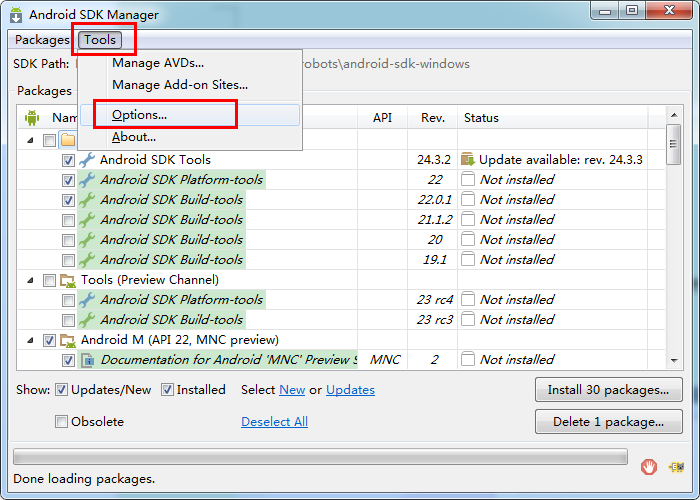 Android SDK Manager
Packages Tools
SDK Path: robots\android-sdk-windows
Manage AVDs...
Manage Add-on Sites...
Options...
About...
Packages
API Rev. Status
Android SDK Tools 24.3.2 Update available: rev. 24.3.3
Android SDK Platform-tools 22 Not installed
Android SDK Build-tools 22.0.1 Not installed
Android SDK Build-tools 21.1.2 Not installed
Android SDK Build-tools 20 Not installed
Android SDK Build-tools 19.1 Not installed
Tools (Preview Channel)
Android SDK Platform-tools 23 rc4 Not installed
Android SDK Build-tools 23 rc3 Not installed
Android M (API 22, MNC preview)
Documentation for Android 'MNC' Preview S MNC 2 Not installed
Show: Updates/New Installed Select New or Updates Install 30 packages...
Obsolete Deselect All Delete 1 package...
Done loading packages.